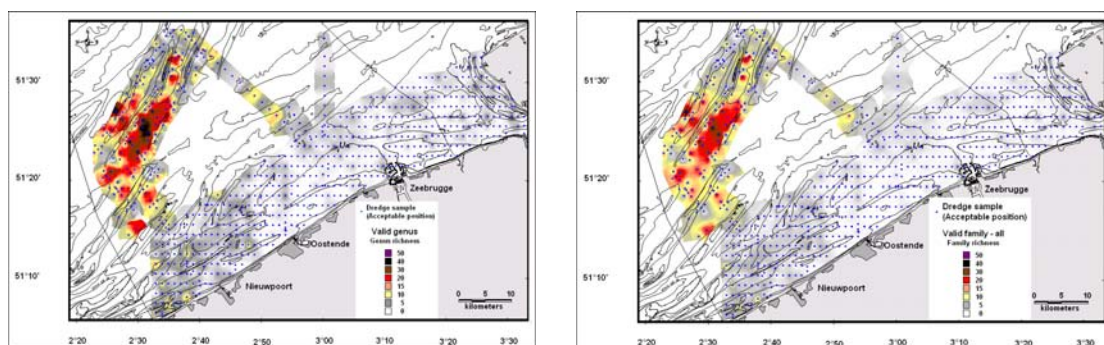 51°30'
51°20'
51°10'
Zeebrugge
Oostende
Nieuwpoort
Dredge sample
(Acceptable position)
Valid genus
Genus richness
50
40
30
20
15
10
5
0
0 5 10
kilometers
2°20 2°30 2°40 2°50 3°00 3°10 3°20 3°30
51°30'
51°20'
51°10'
Zeebrugge
Oostende
Nieuwpoort
Dredge sample
(Acceptable position)
Valid family - all
Family richness
50
40
30
20
15
10
5
0
0 5 10
kilometers
2°20 2°30 2°40 2°50 3°00 3°10 3°20 3°30